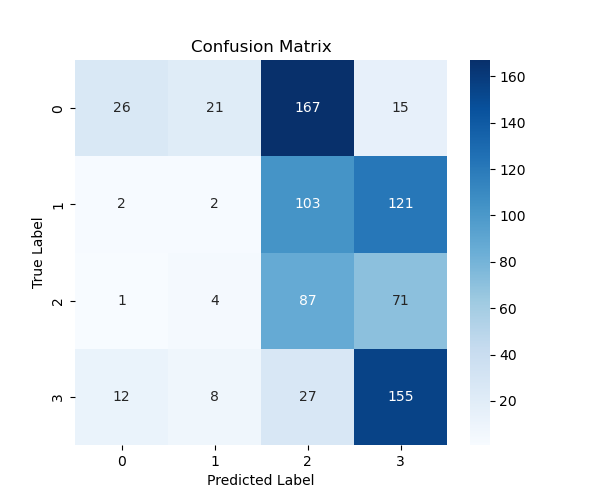 Confusion Matrix
0 26 21 167 15
1 2 2 103 121
2 1 4 87 71
3 12 8 27 155
0 1 2 3
True Label
Predicted Label
160
140
120
100
80
60
40
20